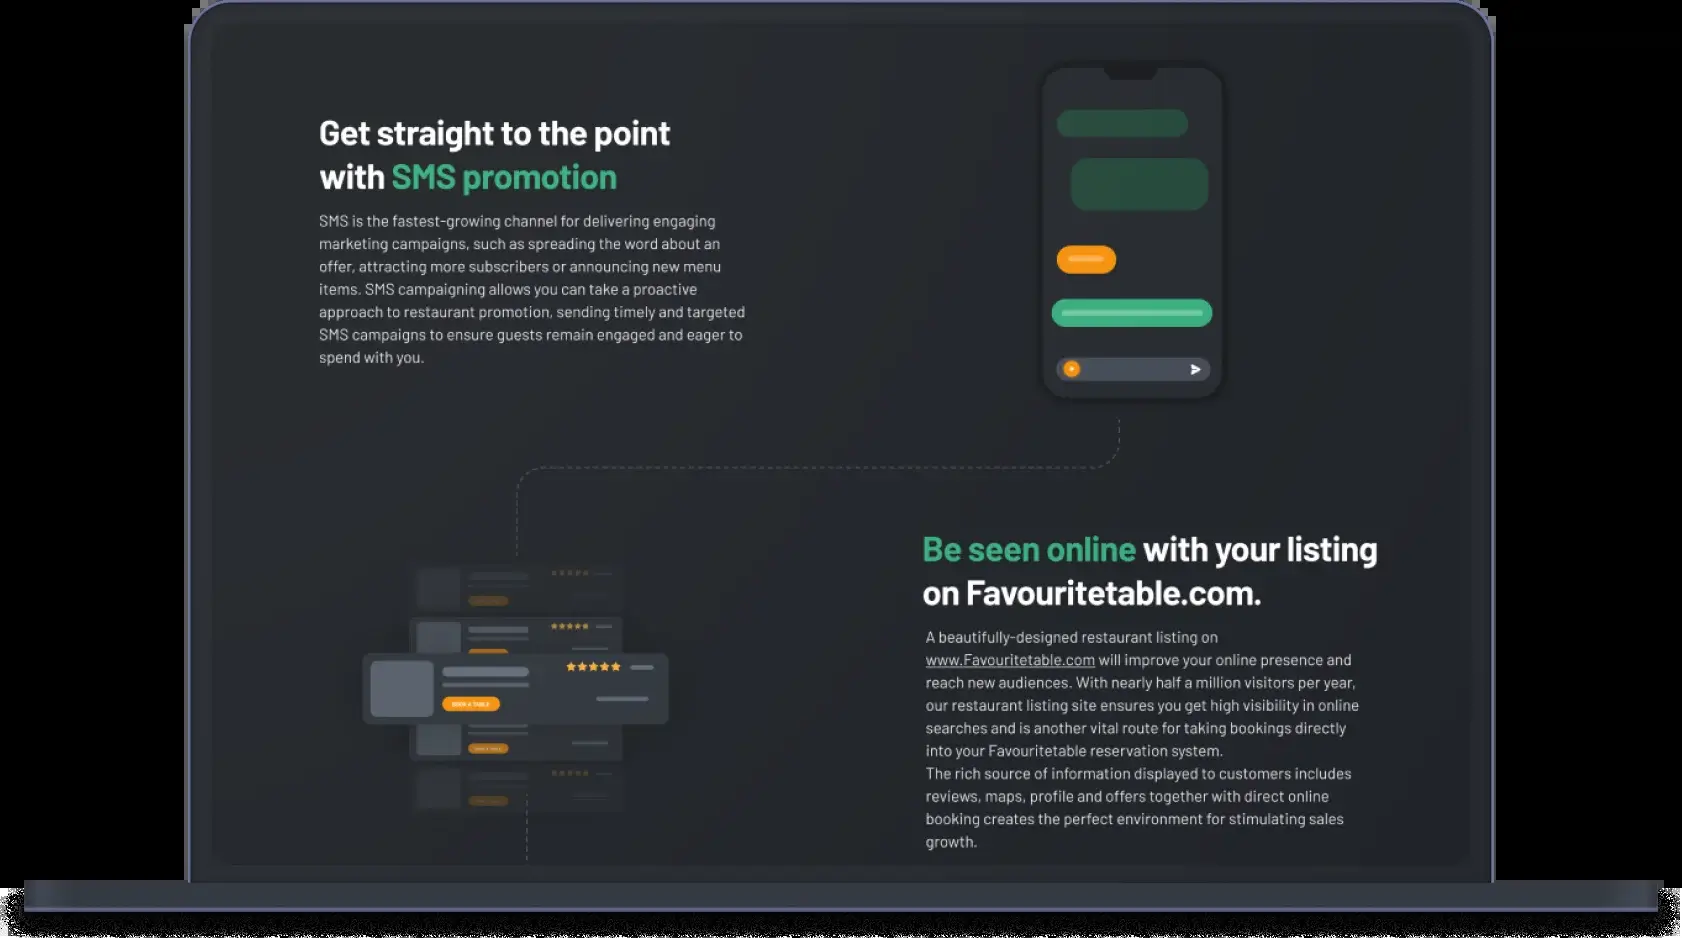 Get straight to the point
with SMS promotion
SMS is the fastest-growing channel for delivering engaging
marketing campaigns, such as spreading the word about an
offer, attracting more subscribers or announcing new menu
items. SMS campaigning allows you can take a proactive
approach to restaurant promotion, sending timely and targeted
SMS campaigns to ensure guests remain engaged and eager to
spend with you.
Be seen online with your listing
on Favouritetable.com.
A beautifully-designed restaurant listing on
www.Favouritetable.com will improve your online presence and
reach new audiences. With nearly half a million visitors per year,
our restaurant listing site ensures you get high visibility in online
searches and is another vital route for taking bookings directly
into your Favouritetable reservation system.
The rich source of information displayed to customers includes
reviews, maps, profile and offers together with direct online
booking creates the perfect environment for stimulating sales
growth.
BOOK A TABLE